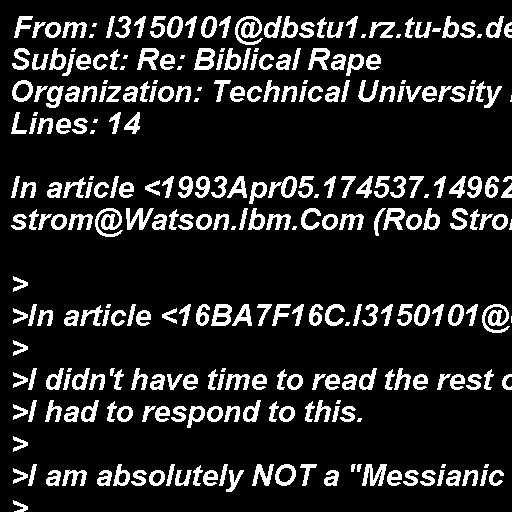 From: I3150101@dbstu1.rz.tu-bs.de
Subject: Re: Biblical Rape
Organization: Technical University
Lines: 14
In article <1993Apr05.174537.14962
strom@Watson.Ibm.Com (Rob Stro
>
>In article <16BA7F16C.I3150101@
>
>I didn't have time to read the rest o
>I had to respond to this.
>
>I am absolutely NOT a "Messianic
>